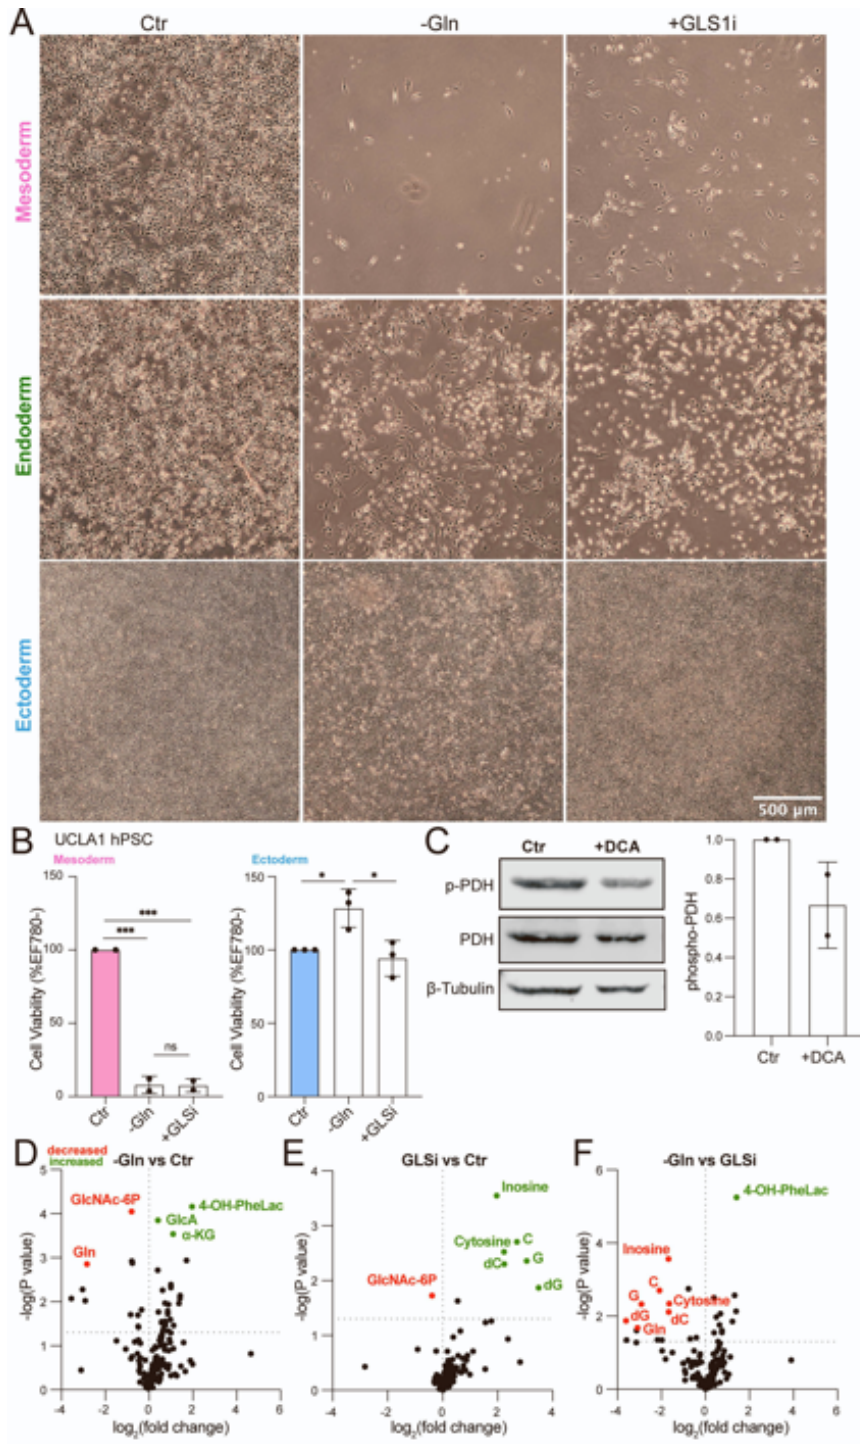 A
Ctr
-Gln
+GLS1i
Mesoderm
Endoderm
Ectoderm
500 µm
B
UCLA1 hPSC
Mesoderm
Cell Viability (%EF780-)
150
100
50
0
***
***
ns
Ctr
-Gln
+GLSi
Ectoderm
Cell Viability (%EF780-)
150
100
50
0
*
*
Ctr
-Gln
+GLSi
C
Ctr
+DCA
p-PDH
PDH
β-Tubulin
phospho-PDH
1.0
0.8
0.6
0.4
0.2
0.0
Ctr
+DCA
D
decreased
increased
-Gln vs Ctr
-log(P value)
5
4
3
2
1
0
GlcNAc-6P
4-OH-PheLac
GlcA
α-KG
Gln
-4 -2 0 2 4 6
log2(fold change)
E
GLSi vs Ctr
-log(P value)
4
3
2
1
0
Inosine
Cytosine
C
dC
G
dG
GlcNAc-6P
-4 -2 0 2 4
log2(fold change)
F
-Gln vs GLSi
-log(P value)
6
4
2
0
4-OH-PheLac
Inosine
C
G
Cytosine
dG
dC
Gln
-4 -2 0 2 4 6
log2(fold change)